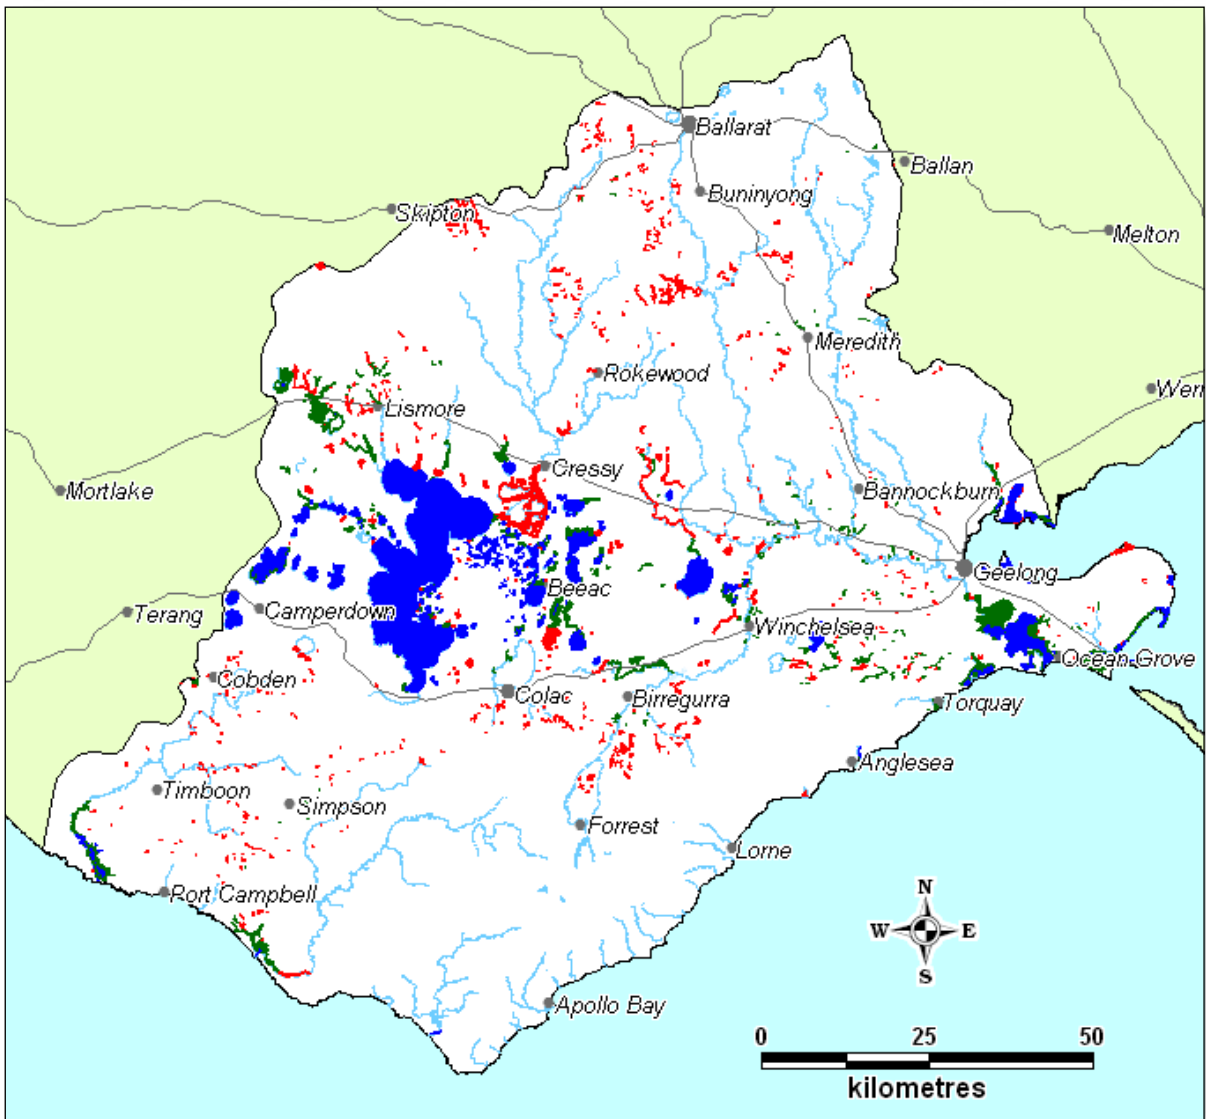 Ballarat
Ballan
Buninyong
Skipton
Melton
Meredith
Rokewood
Wern
Lismore
Cressy
Mortlake
Bannockburn
Geelong
Beeac
Camperdown
Terang
Winchelsea
Ocean Grove
Cobden
Colac
Birregurra
Torquay
Anglesea
Timboon
Simpson
Forrest
Lorne
Port Campbell
N
W E
S
Apollo Bay
0 25 50
kilometres